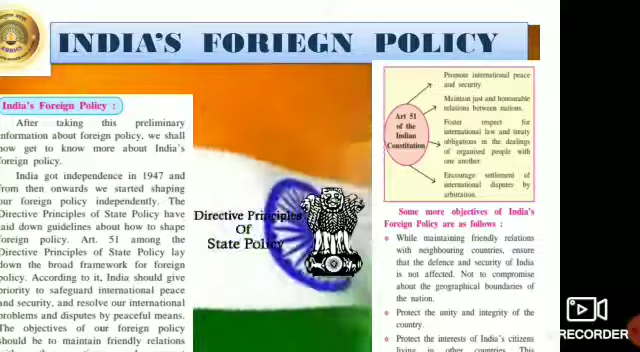 INDIA'S FORIEGN POLICY
India's Foreign Policy :
After taking this preliminary
information about foreign policy, we shall
now get to know more about India's
foreign policy.
India got independence in 1947 and
from then onwards we started shaping
our foreign policy independently. The
Directive Principles of State Policy have
laid down guidelines about how to shape
foreign policy. Art. 51 among the
Directive Principles of State Policy lay
down the broad framework for foreign
policy. According to it, India should give
priority to safeguard international peace
and security, and resolve our international
problems and disputes by peaceful means.
The objectives of our foreign policy
should be to maintain friendly relations
Directive Principles
Of
State Policy
Art 51
of the
Indian
Constitution
Promote international peace
and security.
Maintain just and honourable
relations between nations.
Foster respect for
international law and treaty
obligations in the dealings
of organised people with
one another.
Encourage settlement of
international disputes by
arbitration.
Some more objectives of India's
Foreign Policy are as follows :
While maintaining friendly relations
with neighbouring countries, ensure
that the defence and security of India
is not affected. Not to compromise
about the geographical boundaries of
the nation.
Protect the unity and integrity of the
country.
Protect the interests of India's citizens
living in other countries. This
RECORDER